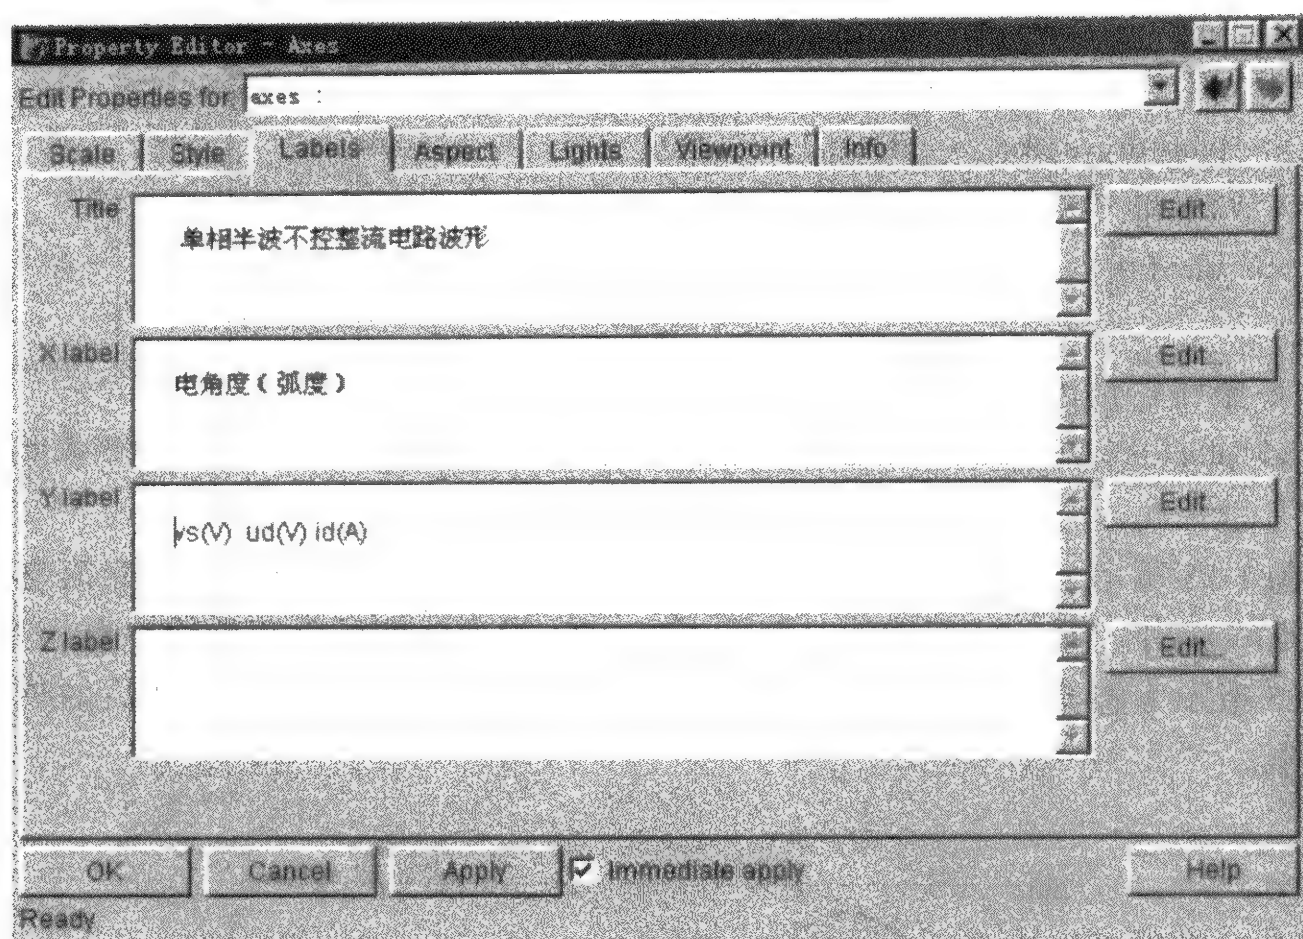 Property Editor - Axes
Edit Properties for: axes :
Scale Style Labels Aspect Lights Viewpoint Info
Title 单相半波不控整流电路波形 Edit...
X label 电角度(弧度) Edit...
Y label vs(V) ud(V) id(A) Edit...
Z label Edit...
OK Cancel Apply Immediate apply Help
Ready